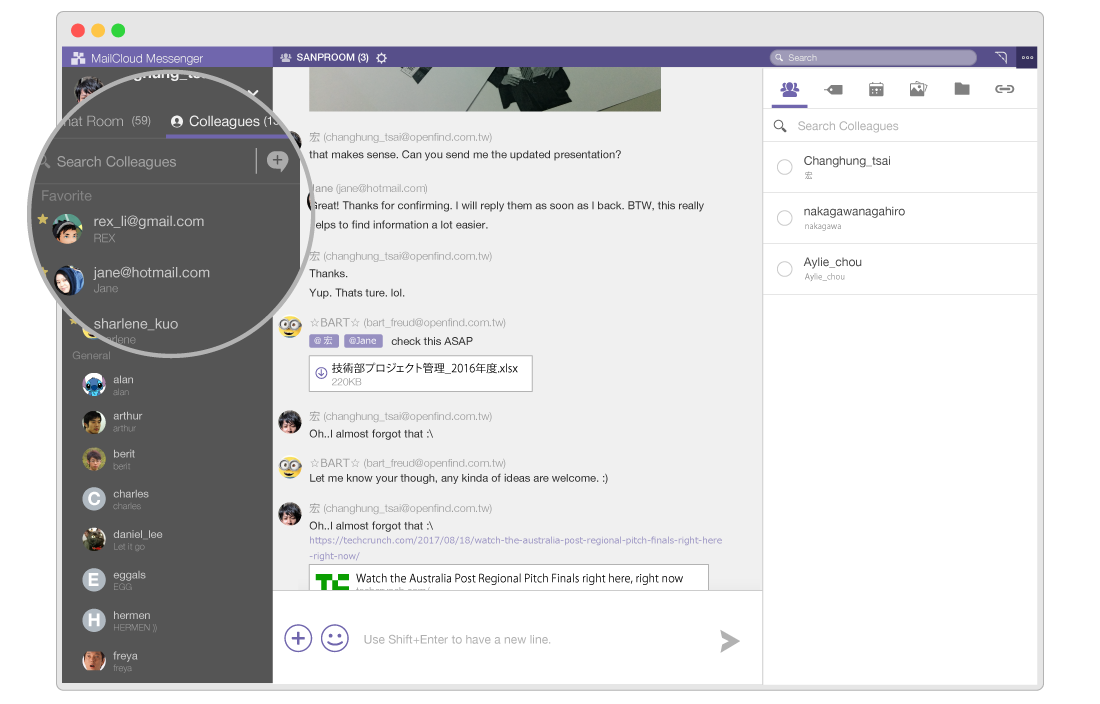 MailCloud Messenger
SANPROOM (3)
Search
Chat Room (59)
Colleagues
Search Colleagues
Favorite
rex_li@gmail.com
REX
jane@hotmail.com
Jane
sharlene_kuo
General
alan
alan
arthur
arthur
berit
berit
C
charles
charles
daniel_lee
Let it go
E
eggals
EGG
H
hermen
HERMEN ))
freya
freya
宏 (changhung_tsai@openfind.com.tw)
that makes sense. Can you send me the updated presentation?
Jane (jane@hotmail.com)
Great! Thanks for confirming. I will reply them as soon as I back. BTW, this really
helps to find information a lot easier.
宏 (changhung_tsai@openfind.com.tw)
Thanks.
Yup. Thats ture. lol.
☆BART☆ (bart_freud@openfind.com.tw)
@宏 @Jane check this ASAP
技術部プロジェクト管理_2016年度.xlsx
220KB
宏 (changhung_tsai@openfind.com.tw)
Oh..I almost forgot that :\
☆BART☆ (bart_freud@openfind.com.tw)
Let me know your though, any kinda of ideas are welcome. :)
宏 (changhung_tsai@openfind.com.tw)
Oh..I almost forgot that :\
https://techcrunch.com/2017/08/18/watch-the-australia-post-regional-pitch-finals-right-here
-right-now/
Watch the Australia Post Regional Pitch Finals right here, right now
techcrunch.com/
Use Shift+Enter to have a new line.
Search Colleagues
Changhung_tsai
宏
nakagawanagahiro
nakagawa
Aylie_chou
Aylie_chou